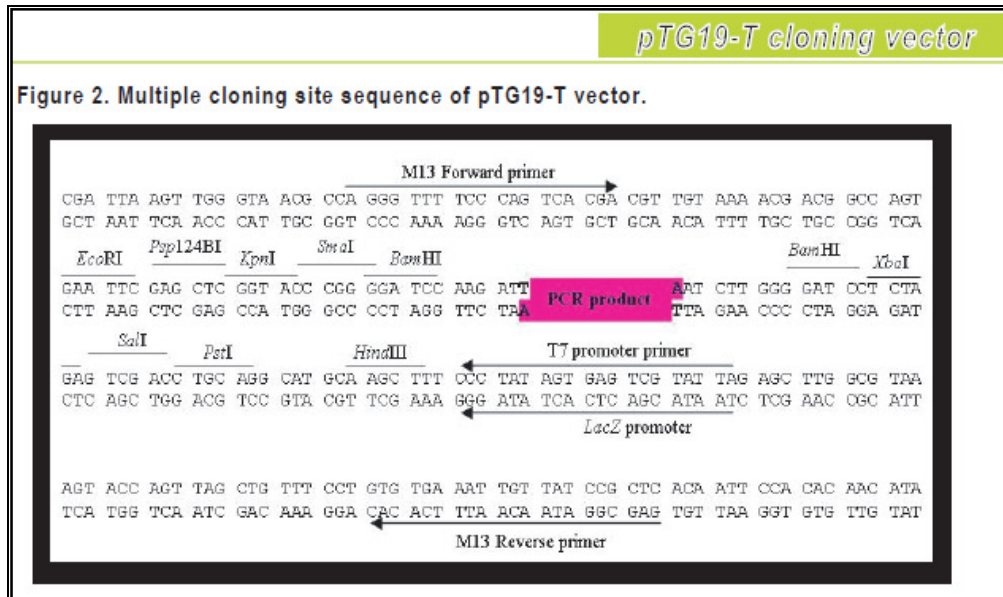 pTG19-T cloning vector
Figure 2. Multiple cloning site sequence of pTG19-T vector.
M13 Forward primer
CGA TTA AGT TGG GTA ACG CCA GGG TTT TCC CAG TCA CGA CGT TGT AAA ACG ACG GCC AGT
GCT AAT TCA ACC CAT TGC GGT CCC AAA AGG GTC AGT GCT GCA ACA TTT TGC TGC CGG TCA
EcoRI Psp124BI KpnI SmaI BamHI BamHI XbaI
GAA TTC GAG CTC GGT ACC CGG GGA TCC AAG ATT PCR product AAT CTT GGG GAT CCT CTA
CTT AAG CTC GAG CCA TGG GCC CCT AGG TTC TAA TTA GAA CCC CTA GGA GAT
SalI PstI HindIII T7 promoter primer
GAG TCG ACC TGC AGG CAT GCA AGC TTT CCC TAT AGT GAG TCG TAT TAG AGC TTG GCG TAA
CTC AGC TGG ACG TCC GTA CGT TCG AAA GGG ATA TCA CTC AGC ATA ATC TCG AAC CGC ATT
LacZ promoter
AGT ACC AGT TAG CTG TTT CCT GTG TGA AAT TGT TAT CCG CTC ACA ATT CCA CAC AAC ATA
TCA TGG TCA ATC GAC AAA GGA CAC ACT TTA ACA ATA GGC GAG TGT TAA GGT GTG TTG TAT
M13 Reverse primer